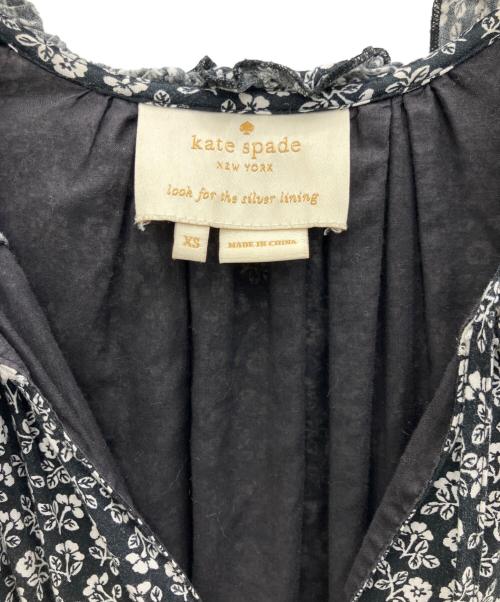 kate spade
NEW YORK
look for the silver lining
XS
MADE IN CHINA